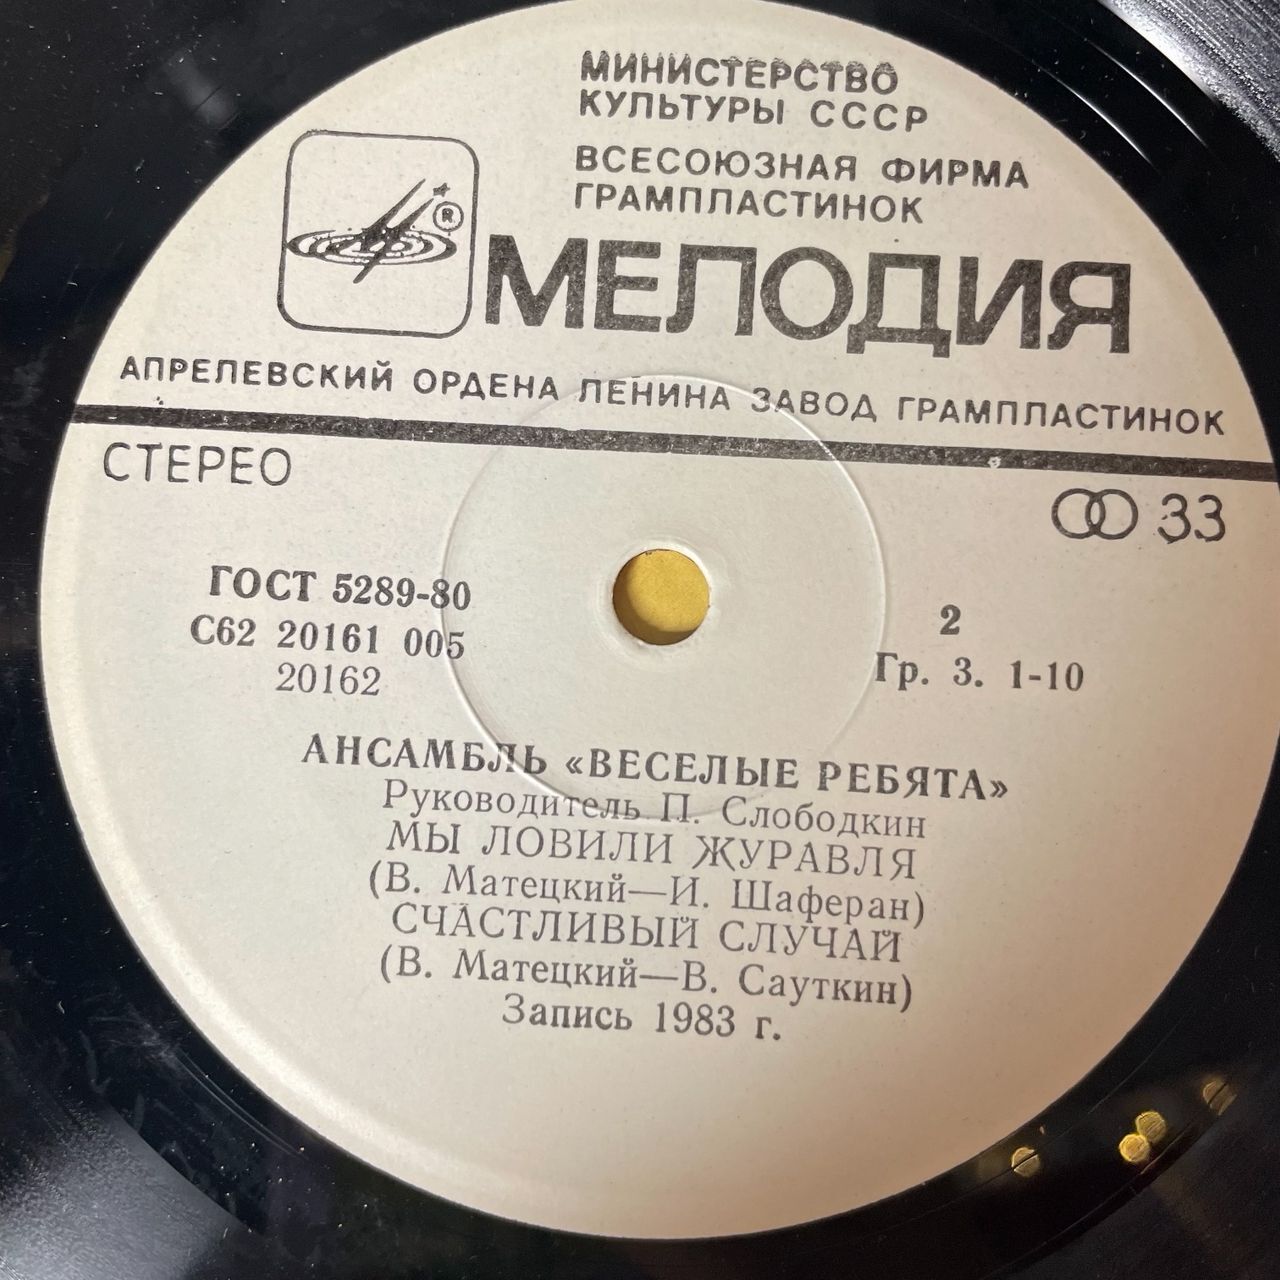 МИНИСТЕРСТВО
КУЛЬТУРЫ СССР
ВСЕСОЮЗНАЯ ФИРМА
ГРАМПЛАСТИНОК
®
МЕЛОДИЯ
АПРЕЛЕВСКИЙ ОРДЕНА ЛЕНИНА ЗАВОД ГРАМПЛАСТИНОК
СТЕРЕО
33
ГОСТ 5289-80
С62 20161 005
20162
2
Гр. 3. 1-10
АНСАМБЛЬ «ВЕСЕЛЫЕ РЕБЯТА»
Руководитель П. Слободкин
МЫ ЛОВИЛИ ЖУРАВЛЯ
(В. Матецкий—И. Шаферан)
СЧАСТЛИВЫЙ СЛУЧАЙ
(В. Матецкий—В. Сауткин)
Запись 1983 г.